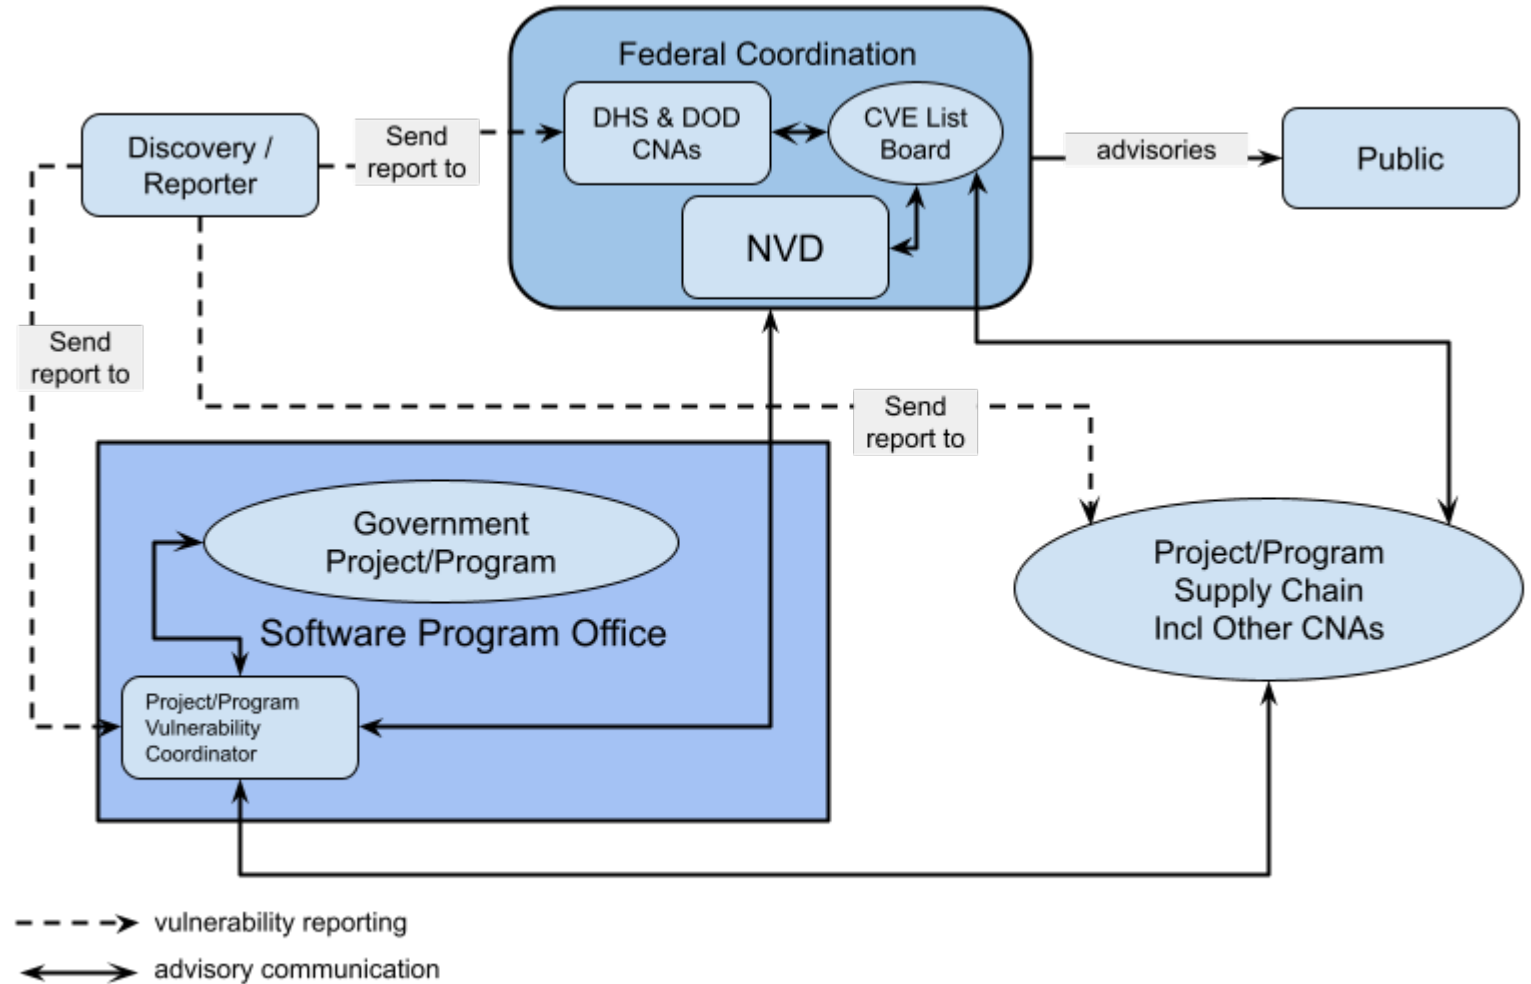 Federal Coordination
DHS & DOD
CNAs
CVE List
Board
NVD
Discovery /
Reporter
Send
report to
advisories
Public
Send
report to
Send
report to
Government
Project/Program
Software Program Office
Project/Program
Vulnerability
Coordinator
Project/Program
Supply Chain
Incl Other CNAs
vulnerability reporting
advisory communication